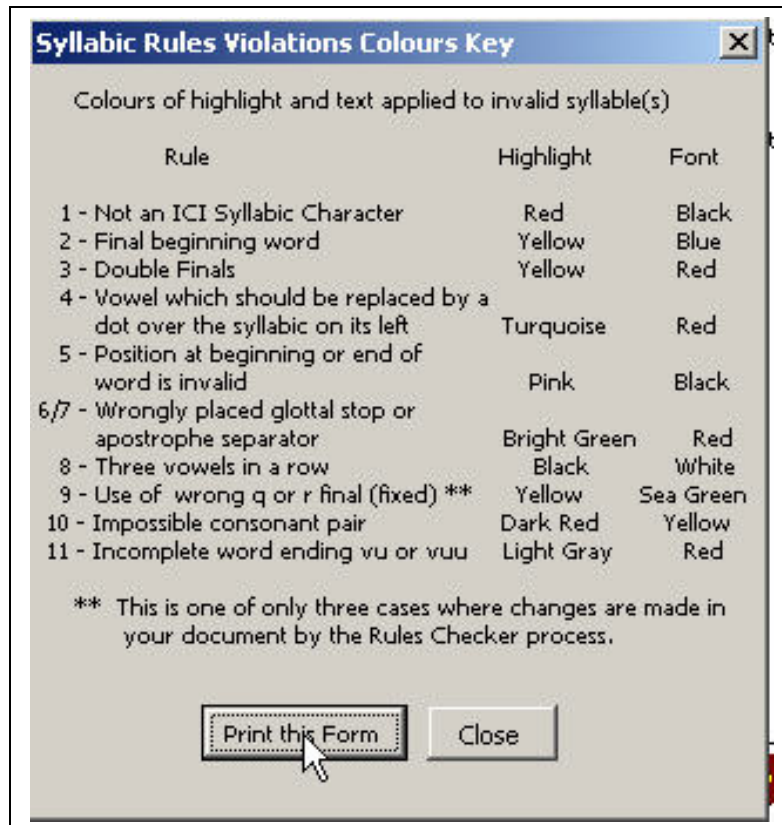 Syllabic Rules Violations Colours Key
Colours of highlight and text applied to invalid syllable(s)
Rule Highlight Font
1 - Not an ICI Syllabic Character Red Black
2 - Final beginning word Yellow Blue
3 - Double Finals Yellow Red
4 - Vowel which should be replaced by a
dot over the syllabic on its left Turquoise Red
5 - Position at beginning or end of
word is invalid Pink Black
6/7 - Wrongly placed glottal stop or
apostrophe separator Bright Green Red
8 - Three vowels in a row Black White
9 - Use of wrong q or r final (fixed) ** Yellow Sea Green
10 - Impossible consonant pair Dark Red Yellow
11 - Incomplete word ending vu or vuu Light Gray Red
** This is one of only three cases where changes are made in
your document by the Rules Checker process.
Print this Form Close